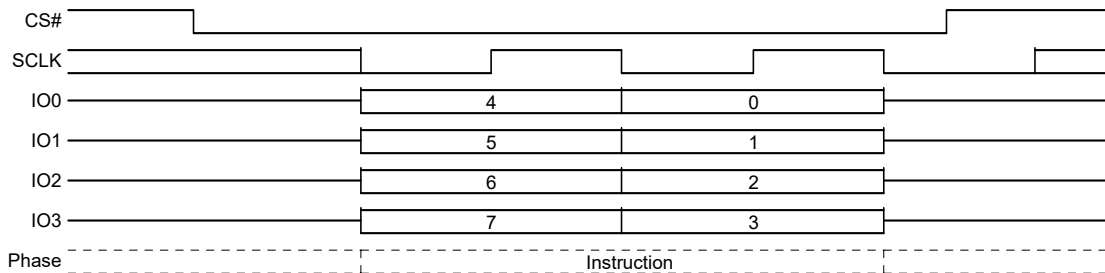 CS#
SCLK
IO0 4 0
IO1 5 1
IO2 6 2
IO3 7 3
Phase Instruction